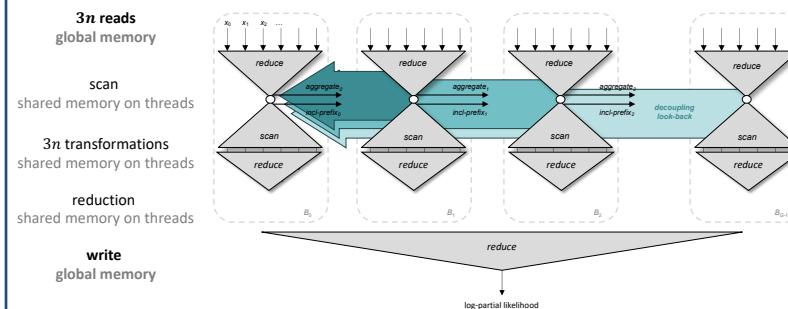 3n reads
global memory
scan
shared memory on threads
3n transformations
shared memory on threads
reduction
shared memory on threads
write
global memory
x₀ x₁ x₂ ...
reduce reduce reduce reduce
aggregate₀ aggregate₁ aggregate₂
incl-prefix₀ incl-prefix₁ incl-prefix₂
decoupling
look-back
scan scan scan scan
reduce reduce reduce reduce
B₀ B₁ B₂
reduce
log-partial likelihood